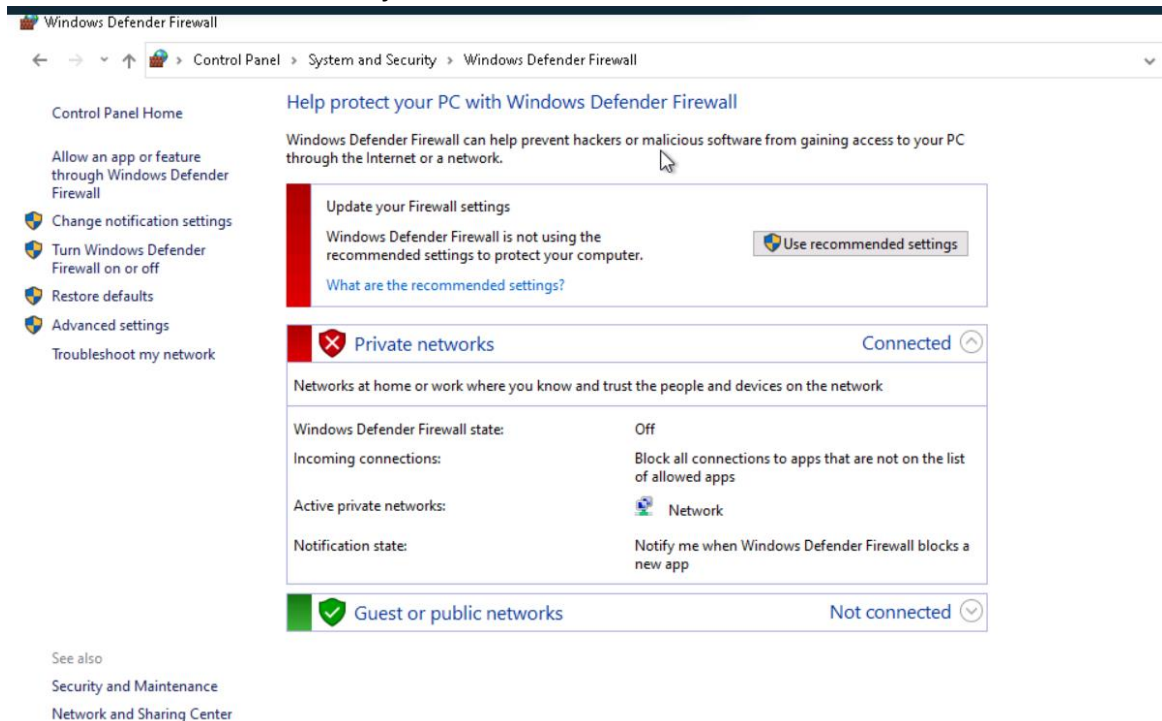 Windows Defender Firewall
Control Panel > System and Security > Windows Defender Firewall
Control Panel Home
Allow an app or feature
through Windows Defender
Firewall
Change notification settings
Turn Windows Defender
Firewall on or off
Restore defaults
Advanced settings
Troubleshoot my network
See also
Security and Maintenance
Network and Sharing Center
Help protect your PC with Windows Defender Firewall
Windows Defender Firewall can help prevent hackers or malicious software from gaining access to your PC
through the Internet or a network.
Update your Firewall settings
Windows Defender Firewall is not using the
recommended settings to protect your computer.
Use recommended settings
What are the recommended settings?
Private networks
Connected
Networks at home or work where you know and trust the people and devices on the network
Windows Defender Firewall state:
Off
Incoming connections:
Block all connections to apps that are not on the list
of allowed apps
Active private networks:
Network
Notification state:
Notify me when Windows Defender Firewall blocks a
new app
Guest or public networks
Not connected